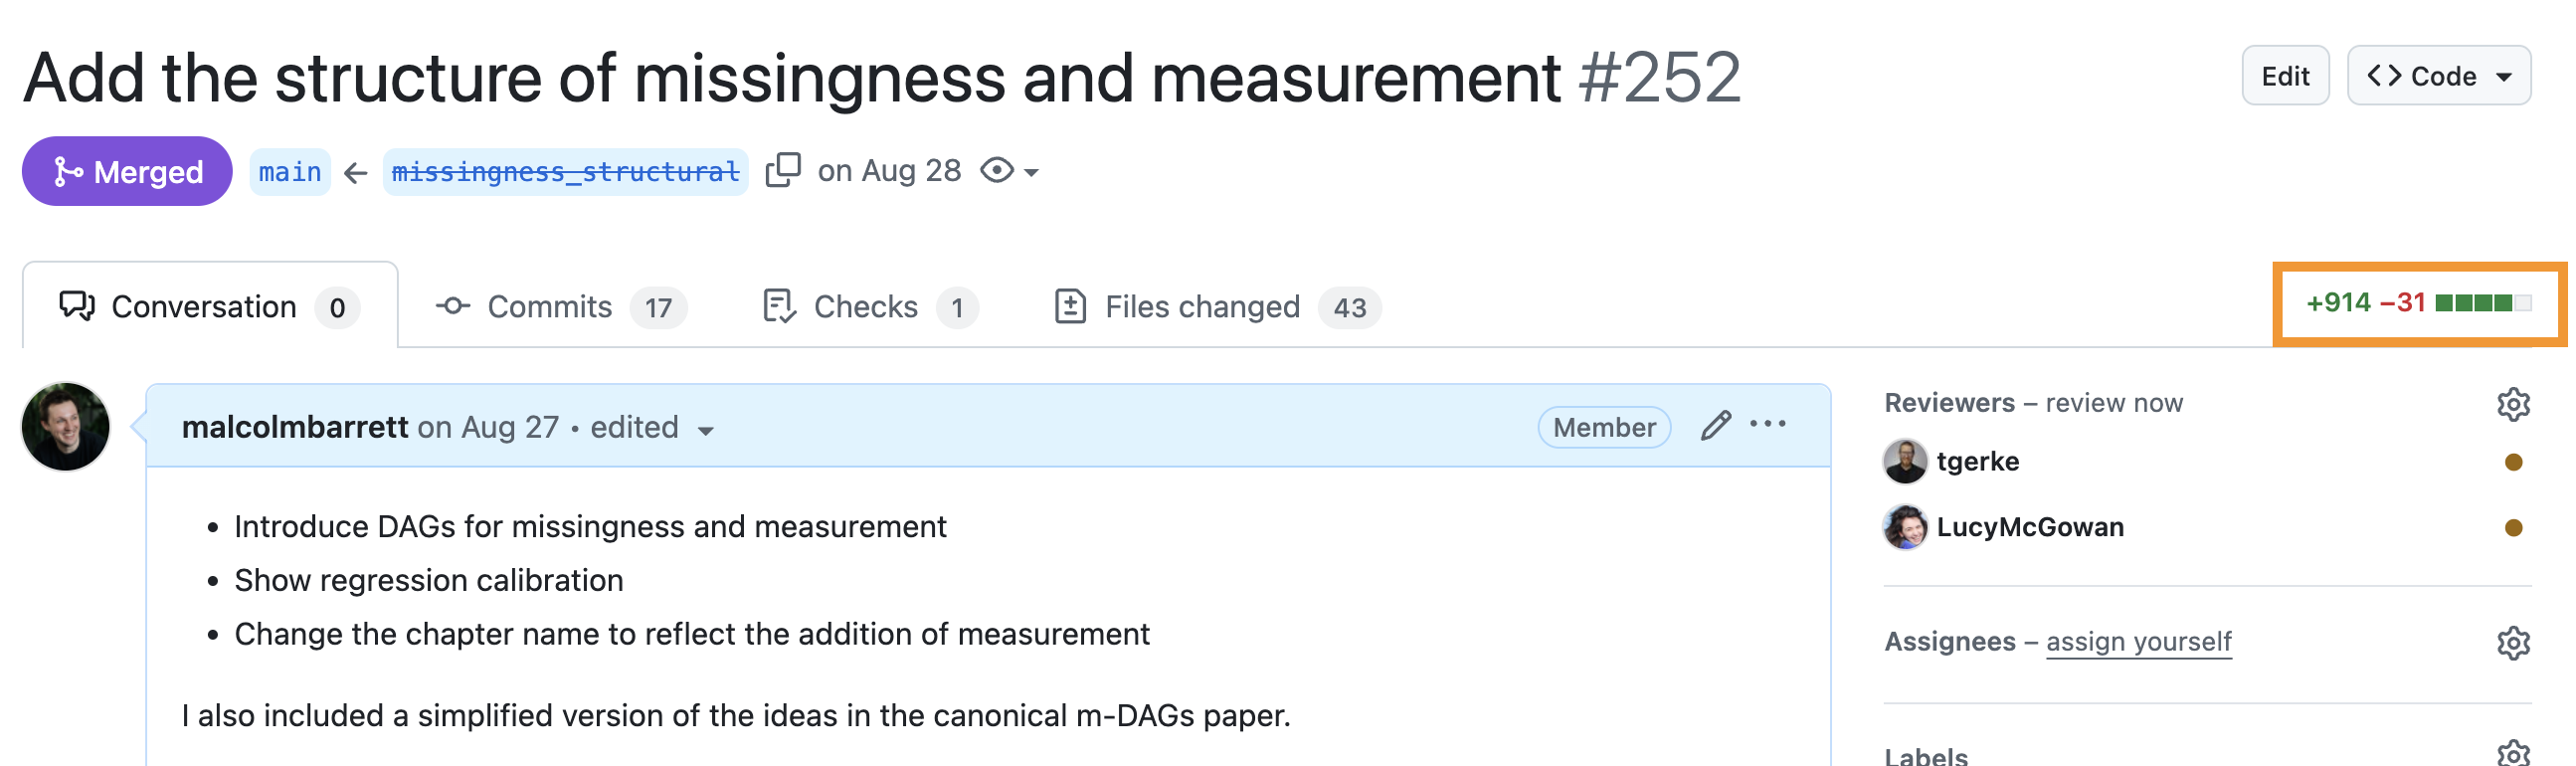 Add the structure of missingness and measurement #252
Edit
Code
Merged
main ← missingness_structural
on Aug 28
Conversation 0
Commits 17
Checks 1
Files changed 43
+914 −31
malcolmbarrett on Aug 27 • edited
Member
• Introduce DAGs for missingness and measurement
• Show regression calibration
• Change the chapter name to reflect the addition of measurement
I also included a simplified version of the ideas in the canonical m-DAGs paper.
Reviewers – review now
tgerke
LucyMcGowan
Assignees – assign yourself
Labels